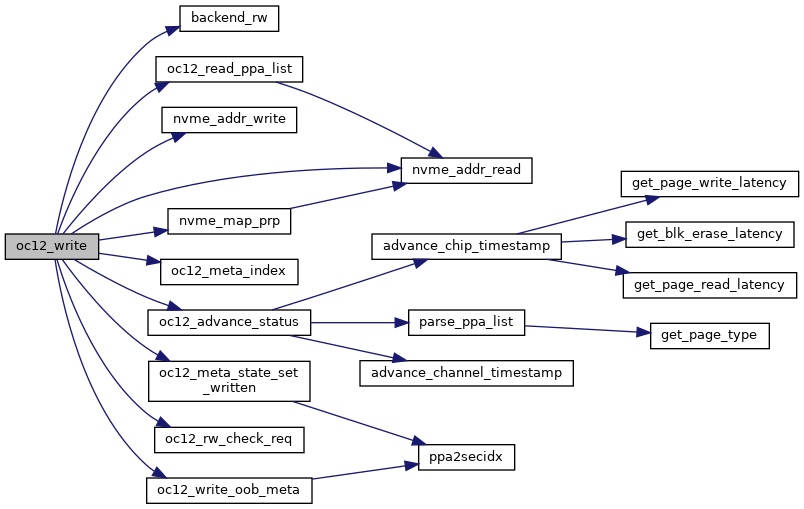 backend_rw
oc12_read_ppa_list
nvme_addr_write
nvme_addr_read
get_page_write_latency
nvme_map_prp
get_blk_erase_latency
oc12_write
advance_chip_timestamp
oc12_meta_index
get_page_read_latency
oc12_advance_status
parse_ppa_list
get_page_type
advance_channel_timestamp
oc12_meta_state_set
_written
oc12_rw_check_req
ppa2secidx
oc12_write_oob_meta